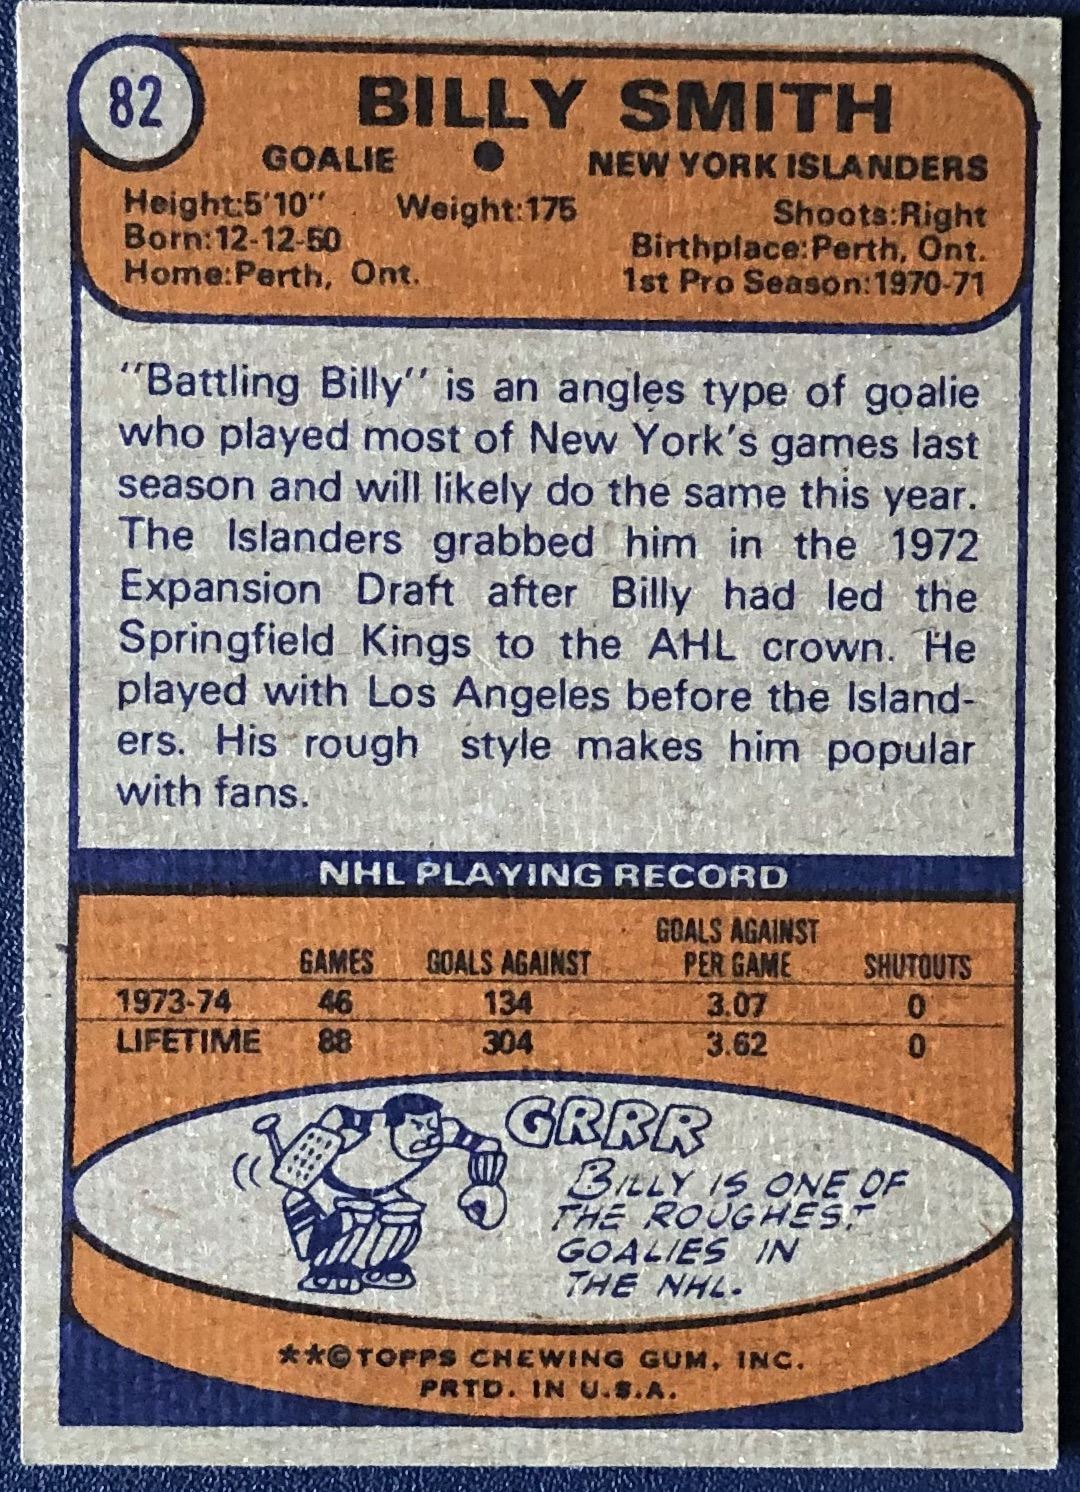 82
BILLY SMITH
GOALIE ● NEW YORK ISLANDERS
Height:5'10" Weight:175 Shoots:Right
Born:12-12-50 Birthplace:Perth, Ont.
Home:Perth, Ont. 1st Pro Season:1970-71
"Battling Billy" is an angles type of goalie
who played most of New York's games last
season and will likely do the same this year.
The Islanders grabbed him in the 1972
Expansion Draft after Billy had led the
Springfield Kings to the AHL crown. He
played with Los Angeles before the Island-
ers. His rough style makes him popular
with fans.
NHL PLAYING RECORD
GAMES GOALS AGAINST GOALS AGAINST PER GAME SHUTOUTS
1973-74 46 134 3.07 0
LIFETIME 88 304 3.62 0
GRRR
BILLY IS ONE OF
THE ROUGHEST
GOALIES IN
THE NHL.
**©TOPPS CHEWING GUM, INC.
PRTD. IN U.S.A.